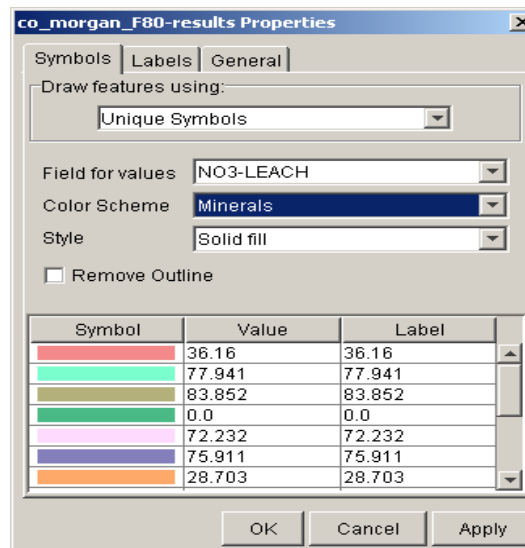 co_morgan_F80-results Properties
Symbols Labels General
Draw features using:
Unique Symbols
Field for values NO3-LEACH
Color Scheme Minerals
Style Solid fill
Remove Outline
Symbol Value Label
36.16 36.16
77.941 77.941
83.852 83.852
0.0 0.0
72.232 72.232
75.911 75.911
28.703 28.703
OK Cancel Apply